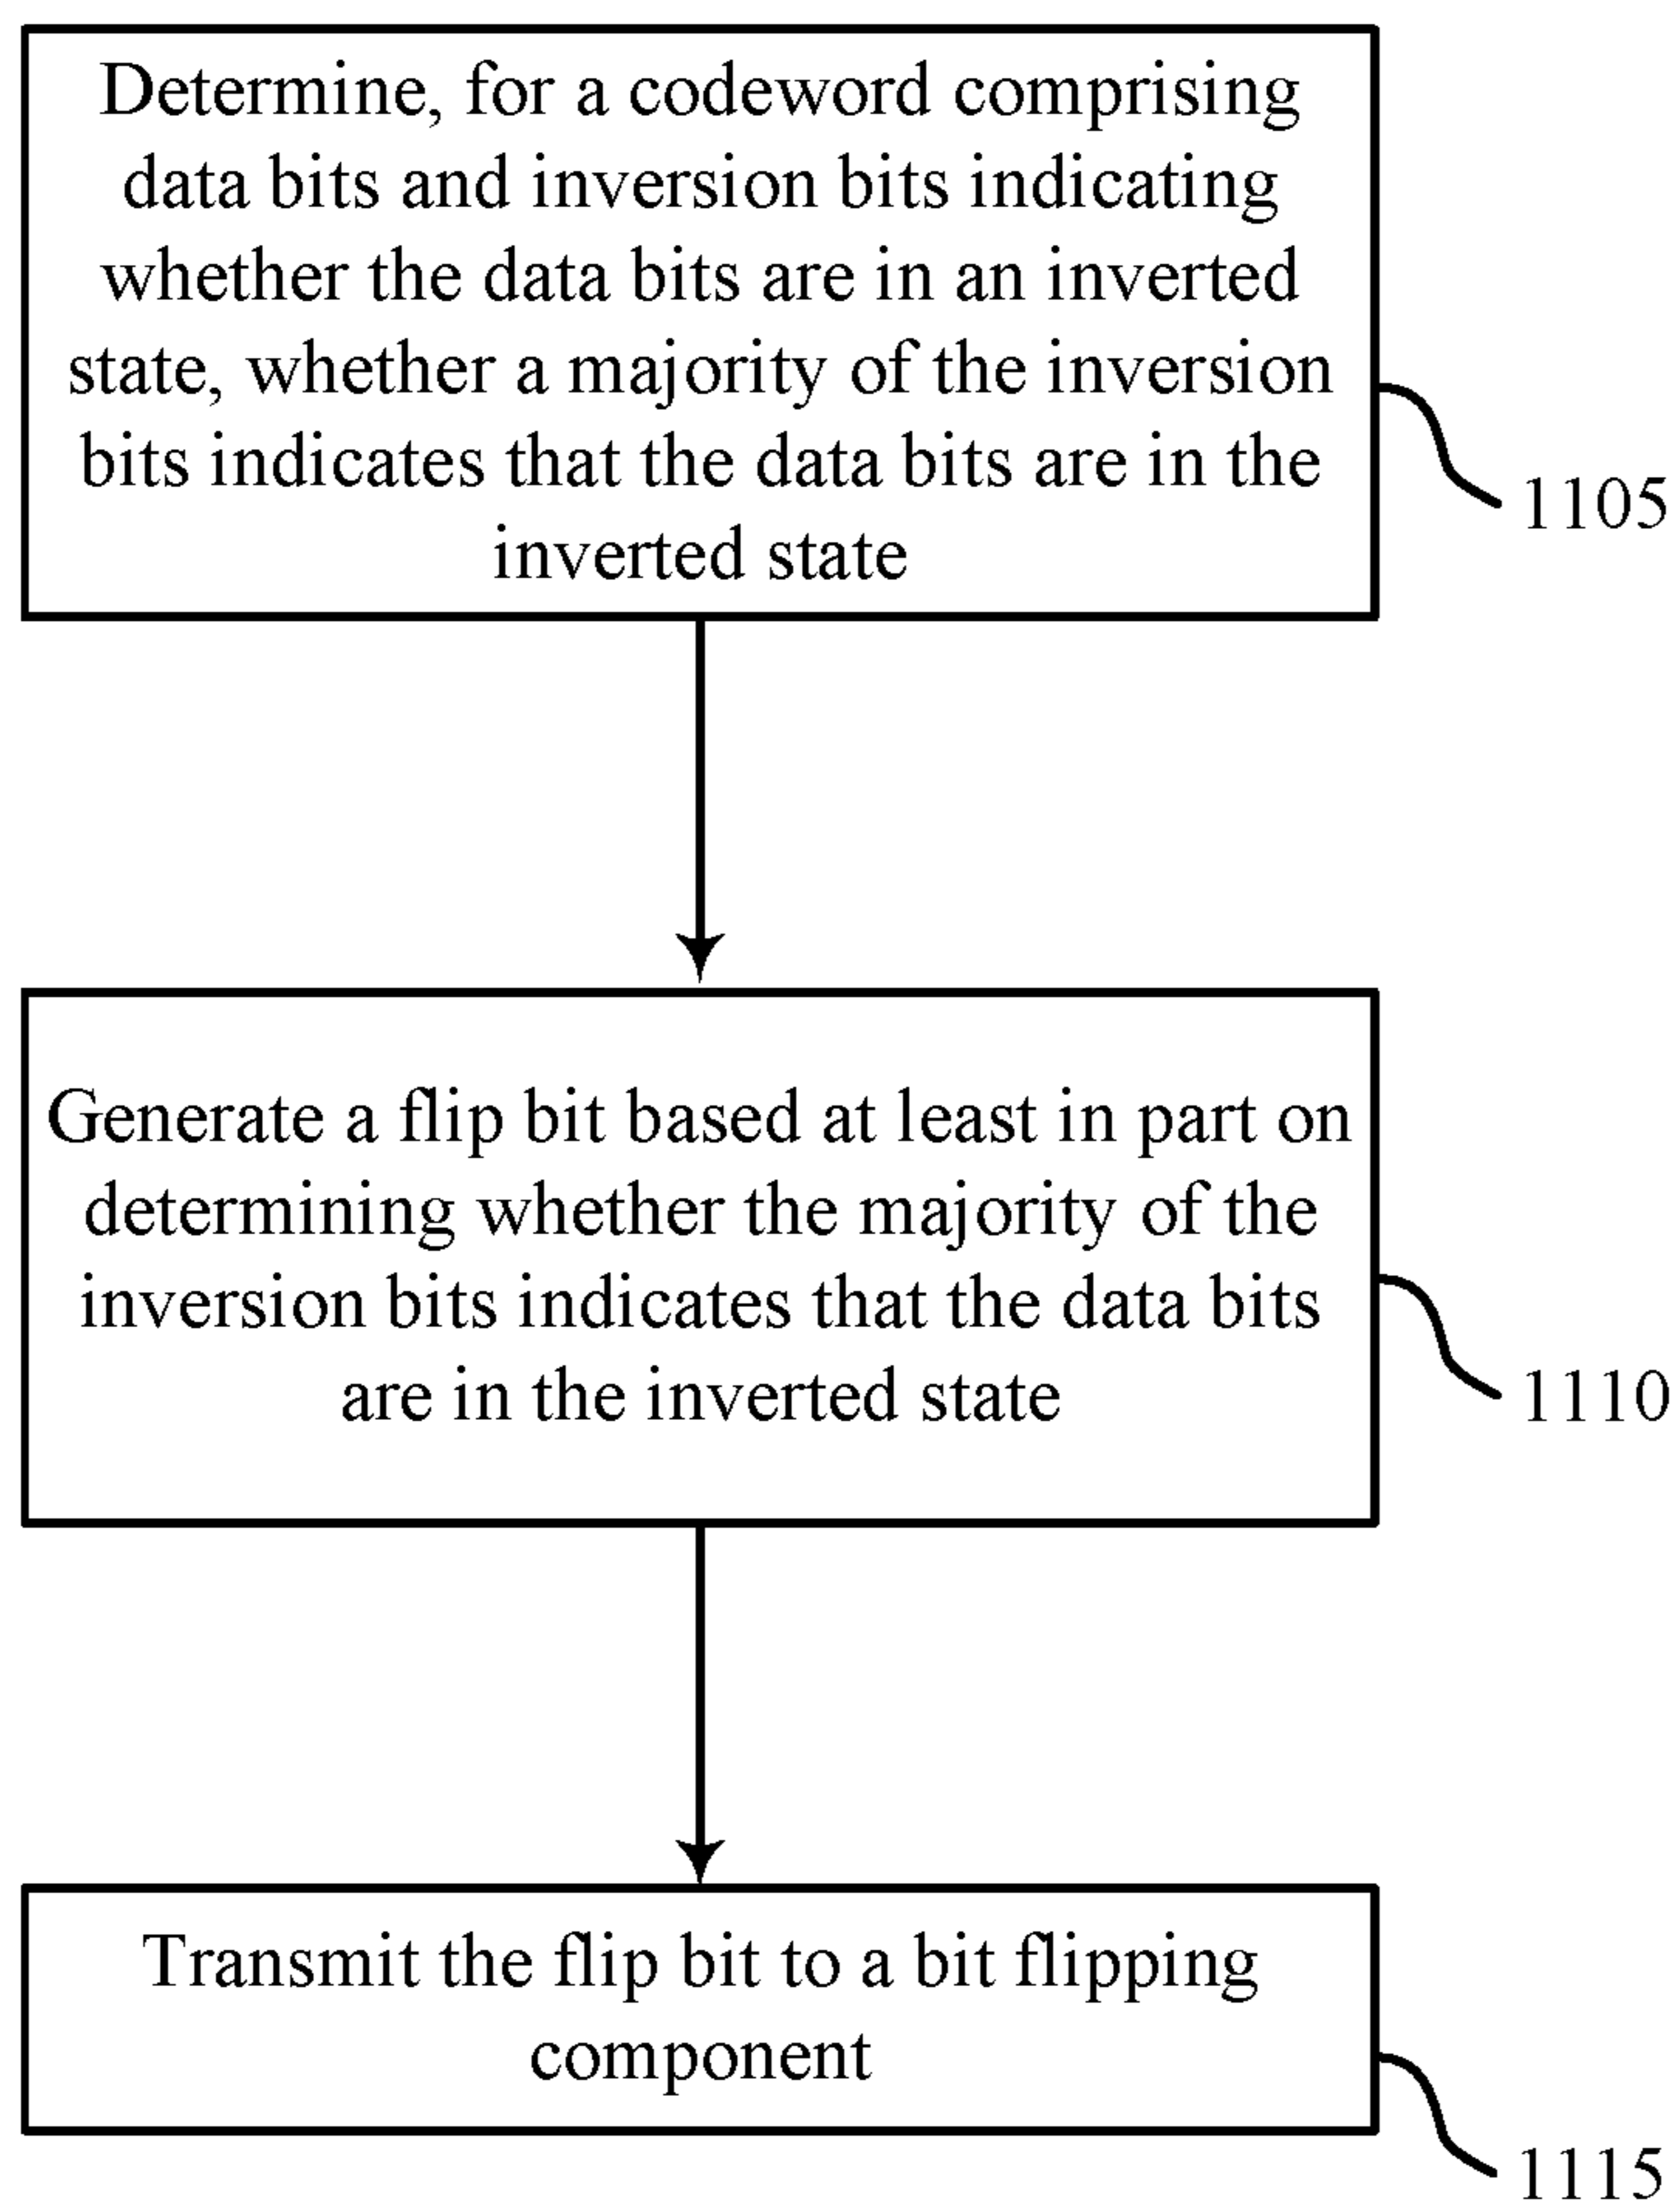 Determine, for a codeword comprising
data bits and inversion bits indicating
whether the data bits are in an inverted
state, whether a majority of the inversion
bits indicates that the data bits are in the
inverted state
1105
Generate a flip bit based at least in part on
determining whether the majority of the
inversion bits indicates that the data bits
are in the inverted state
1110
Transmit the flip bit to a bit flipping
component
1115